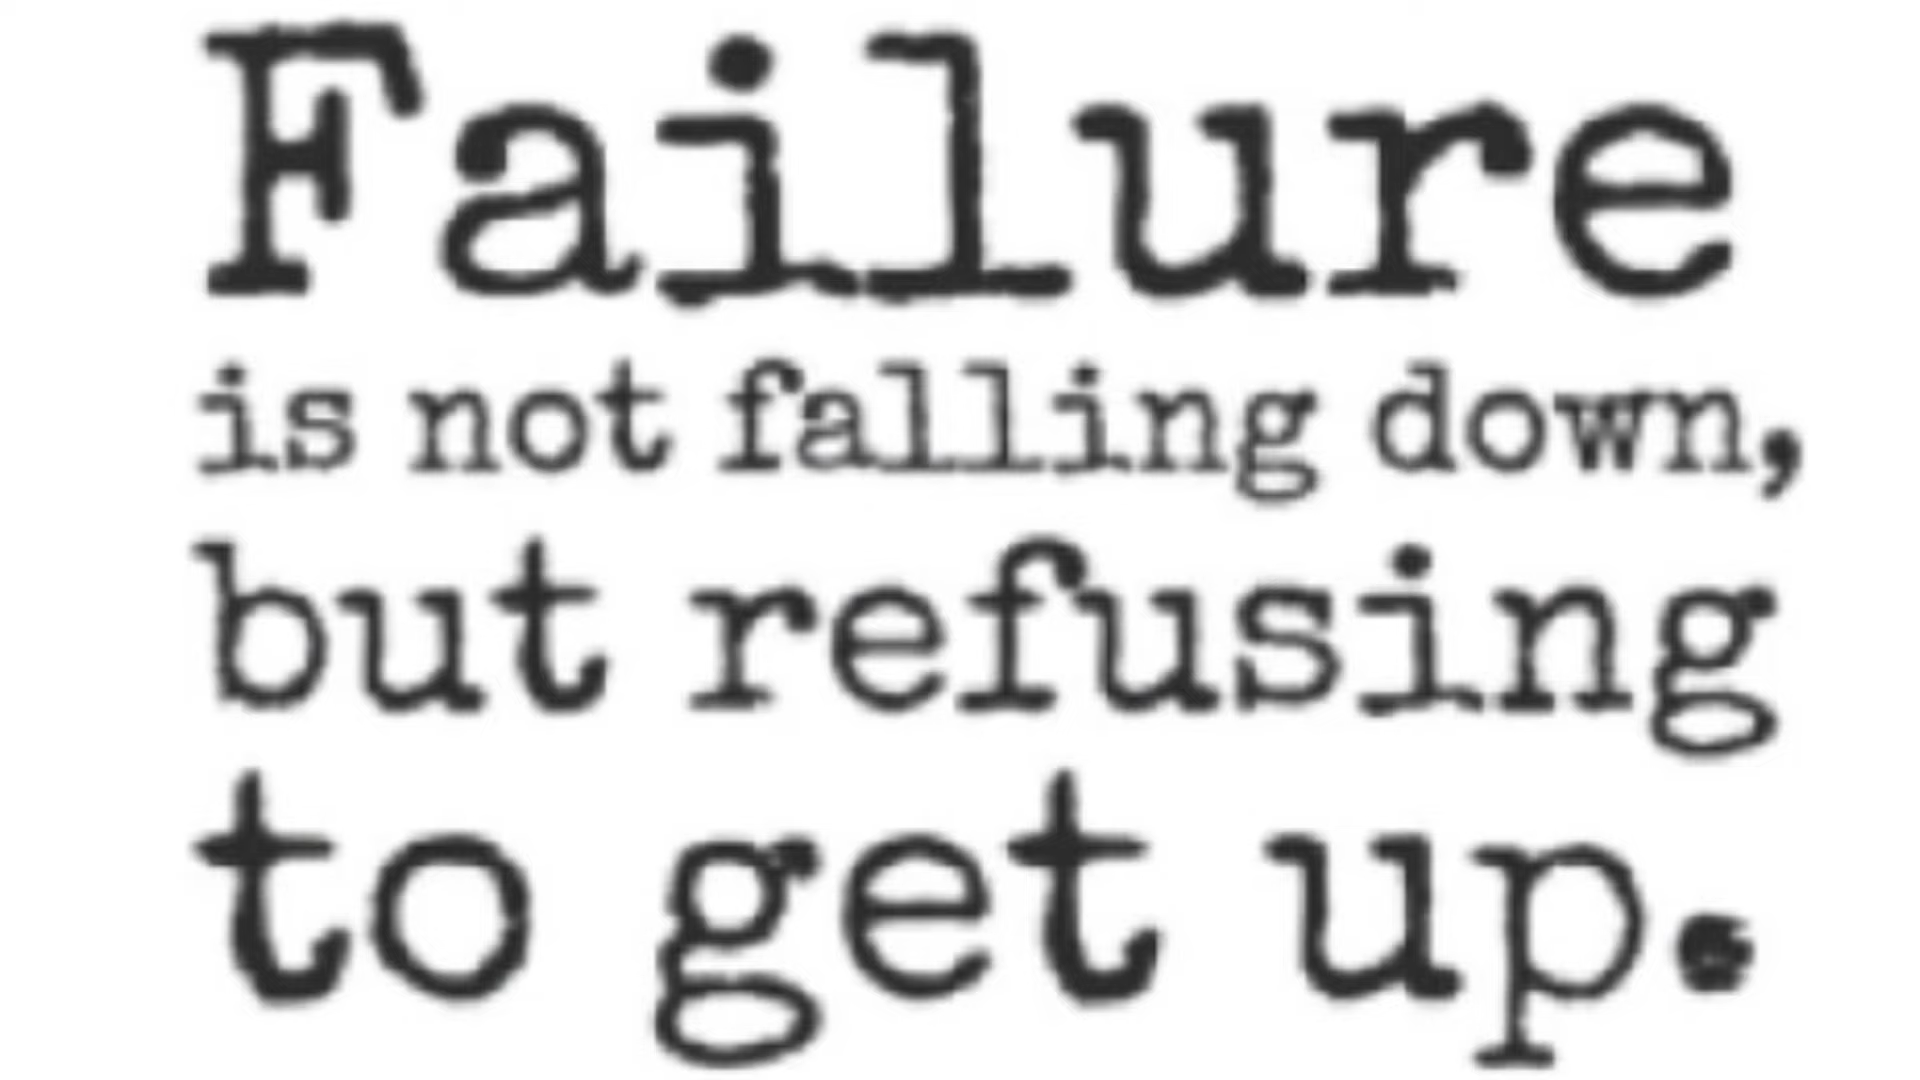 Failure
is not falling down,
but refusing
to get up.